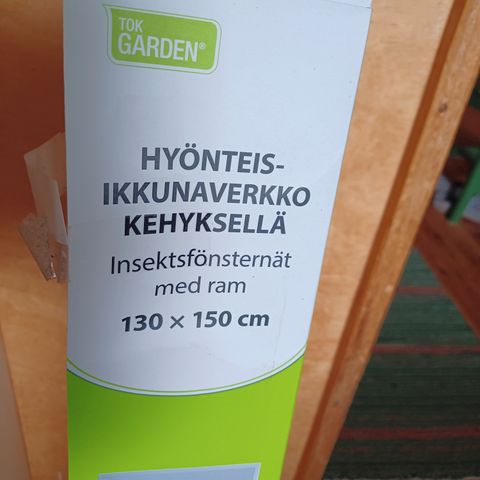 TOK
GARDEN®
HYÖNTEIS-
IKKUNAVERKKO
KEHYKSELLÄ
Insektsfönsternät
med ram
130 × 150 cm